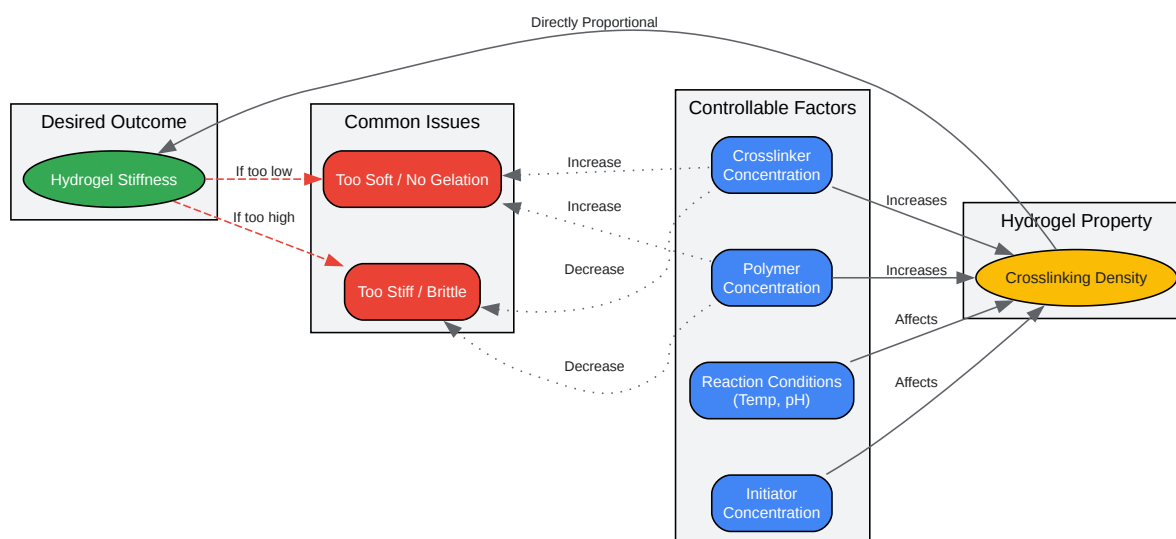 Directly Proportional
Desired Outcome
Hydrogel Stiffness
If too low
If too high
Common Issues
Too Soft / No Gelation
Too Stiff / Brittle
Increase
Increase
Decrease
Decrease
Controllable Factors
Crosslinker
Concentration
Polymer
Concentration
Reaction Conditions
(Temp, pH)
Initiator
Concentration
Increases
Increases
Affects
Affects
Hydrogel Property
Crosslinking Density